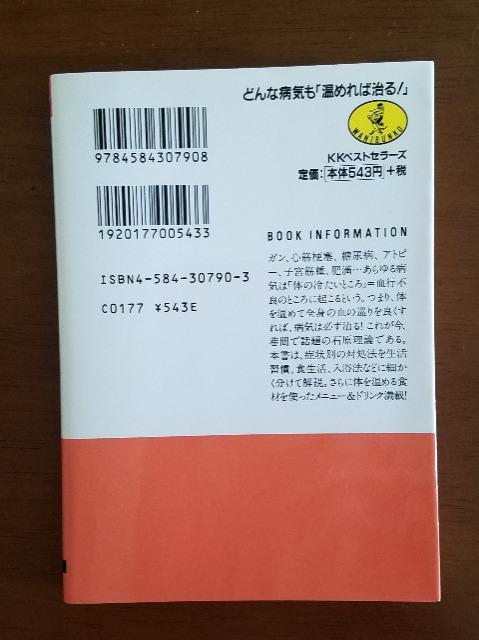 どんな病気も「温めれば治る!」
WANIBUNKO
KKベストセラーズ
定価:本体543円+税
9784584307908
1920177005433
ISBN4-584-30790-3
C0177 ¥543E
BOOK INFORMATION
ガン、心筋梗塞、糖尿病、アトピ
ー、子宮筋腫、肥満…あらゆる病
気は「体の冷たいところ」=血行不
良のところに起こるという。つまり、体
を温めて全身の血の巡りを良くす
れば、病気は必ず治る!これが今、
巷間で話題の石原理論である。
本書は、症状別の対処法を生活
習慣、食生活、入浴法などに細か
く分けて解説。さらに体を温める食
材を使ったメニュー&ドリンク満載!